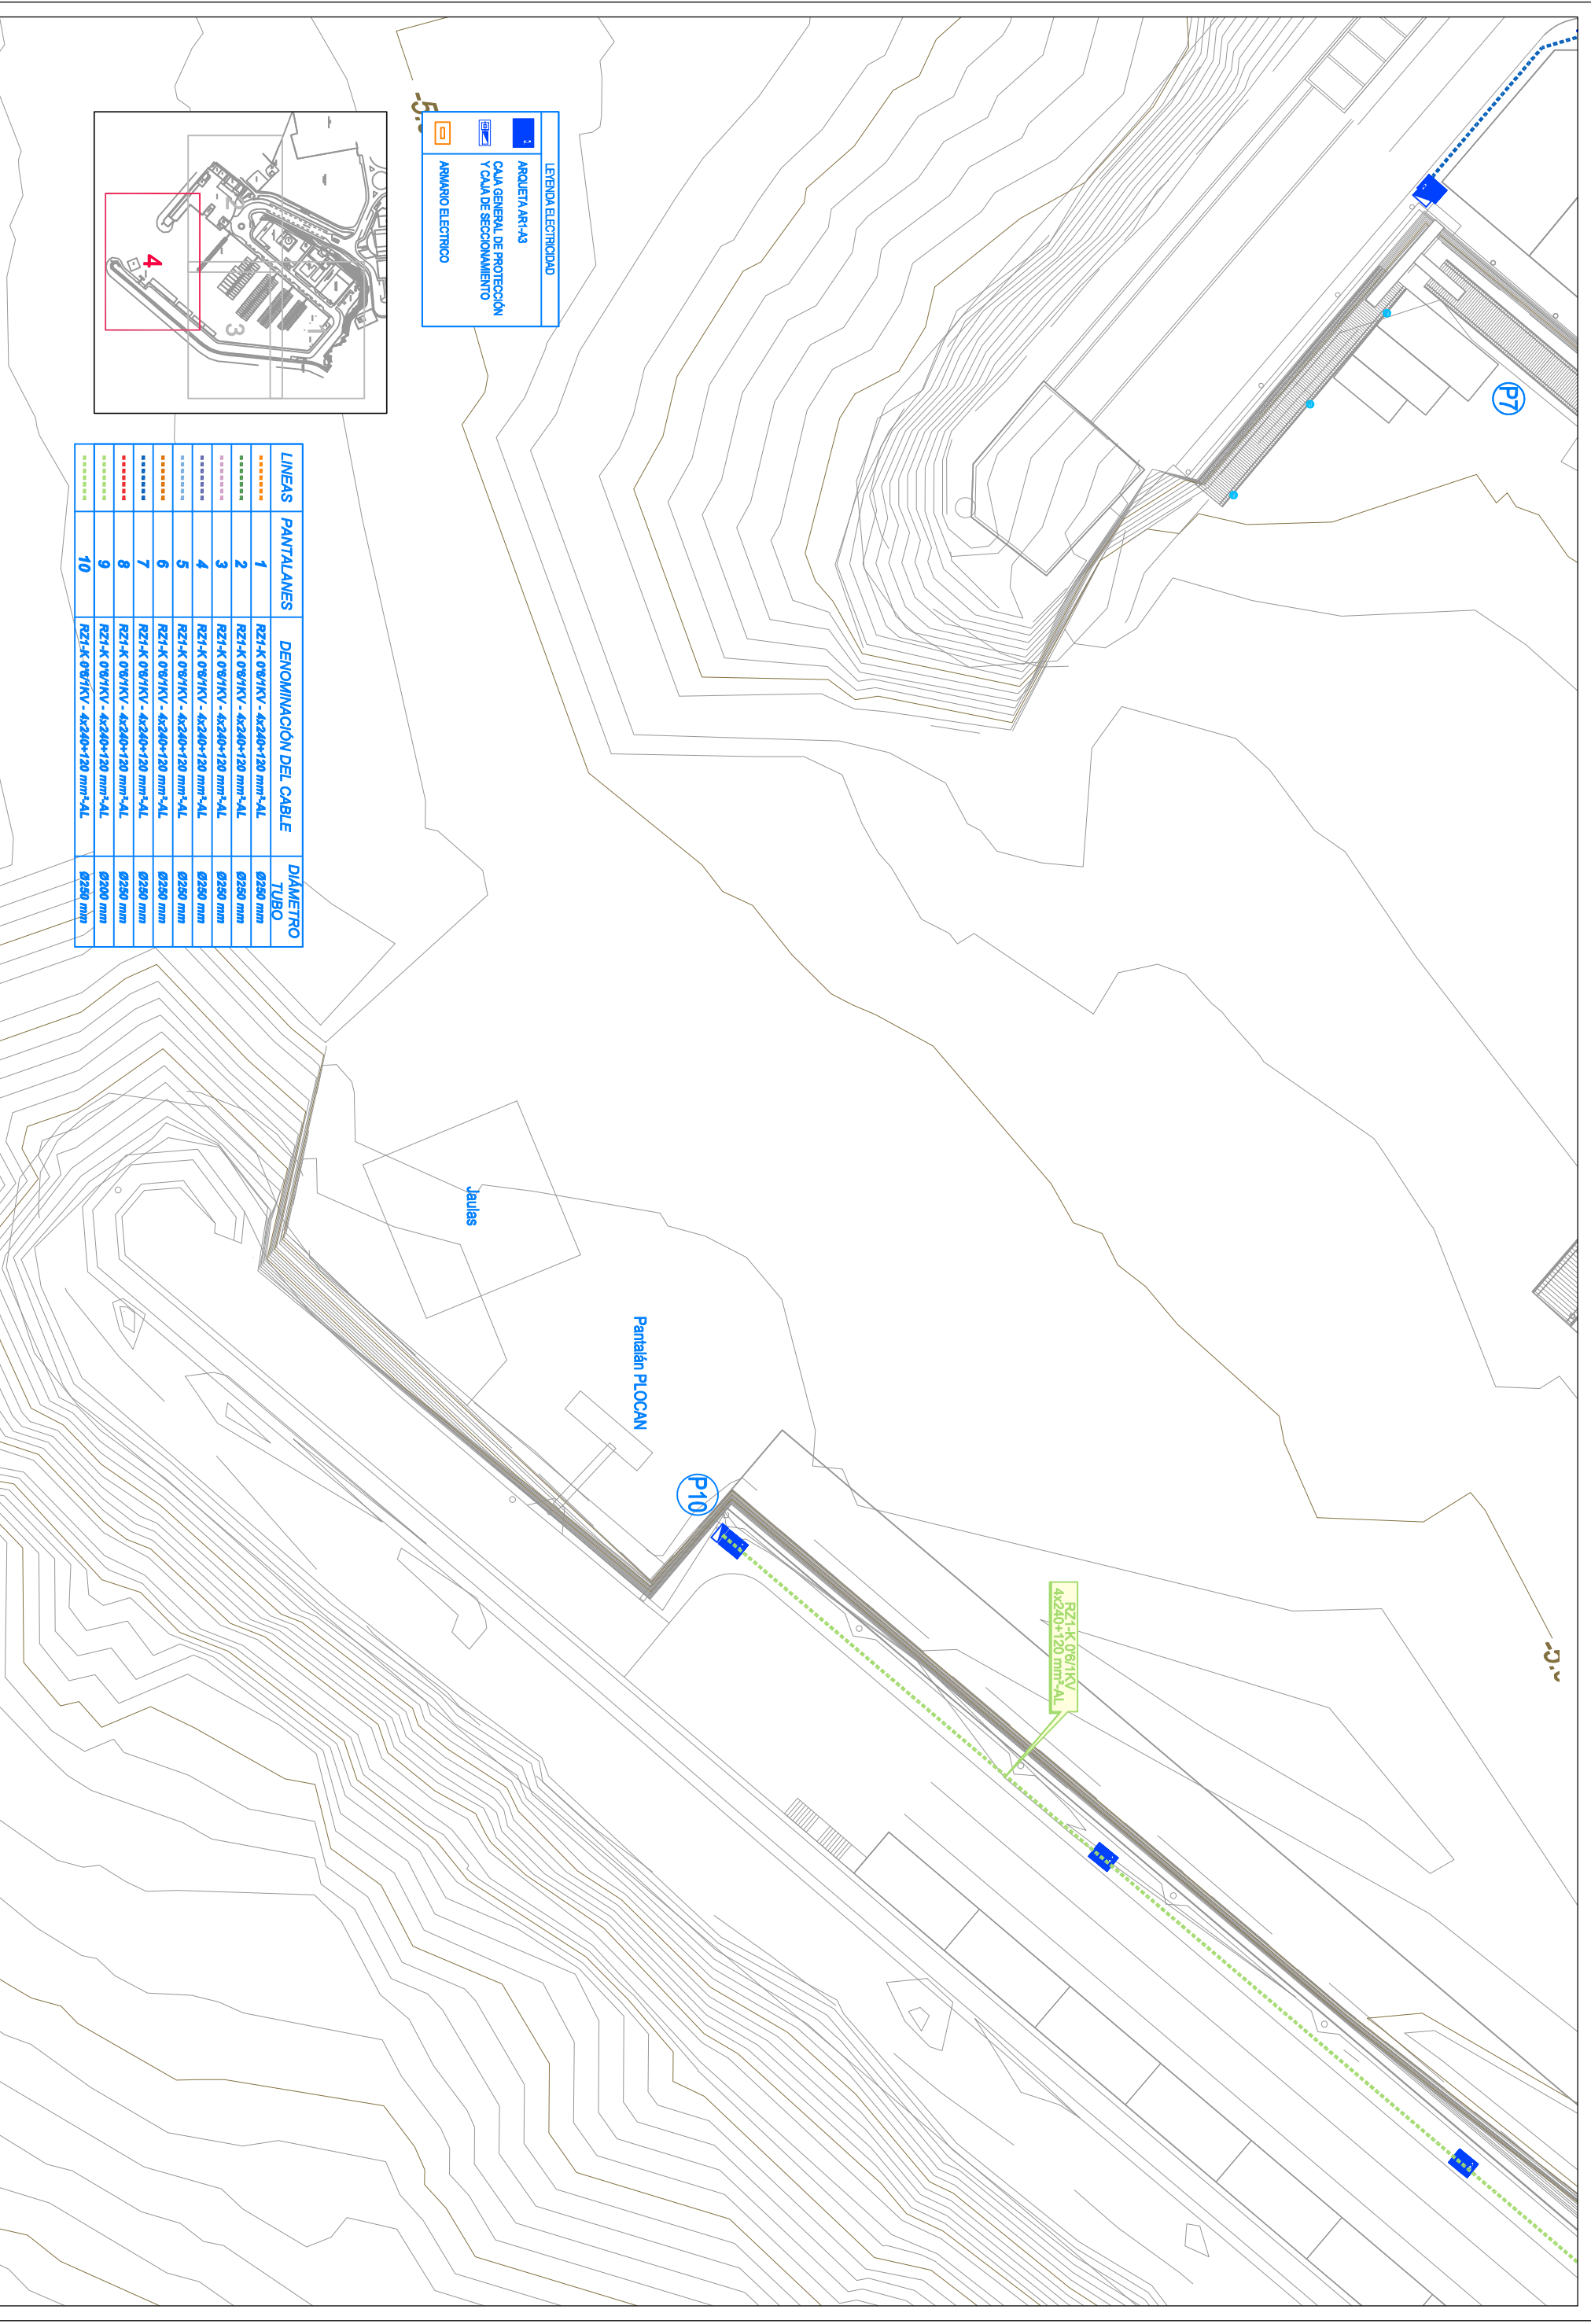 LEYENDA ELECTRICIDAD
ARQUETA AR1-A3
CAJA GENERAL DE PROTECCIÓN
Y CAJA DE SECCIONAMIENTO
ARMARIO ELECTRICO
P7
1
2
3
4
LINEAS PANTALANES DENOMINACIÓN DEL CABLE DIÁMETRO TUBO
1 RZ1-K 0'6/1KV - 4x240+120 mm²-AL Ø250 mm
2 RZ1-K 0'6/1KV - 4x240+120 mm²-AL Ø250 mm
3 RZ1-K 0'6/1KV - 4x240+120 mm²-AL Ø250 mm
4 RZ1-K 0'6/1KV - 4x240+120 mm²-AL Ø250 mm
5 RZ1-K 0'6/1KV - 4x240+120 mm²-AL Ø250 mm
6 RZ1-K 0'6/1KV - 4x240+120 mm²-AL Ø250 mm
7 RZ1-K 0'6/1KV - 4x240+120 mm²-AL Ø250 mm
8 RZ1-K 0'6/1KV - 4x240+120 mm²-AL Ø250 mm
9 RZ1-K 0'6/1KV - 4x240+120 mm²-AL Ø200 mm
10 RZ1-K 0'6/1KV - 4x240+120 mm²-AL Ø250 mm
Jaulas
Pantalán PLOCAN
P10
RZ1-K 0'6/1KV
4x240+120 mm²-AL